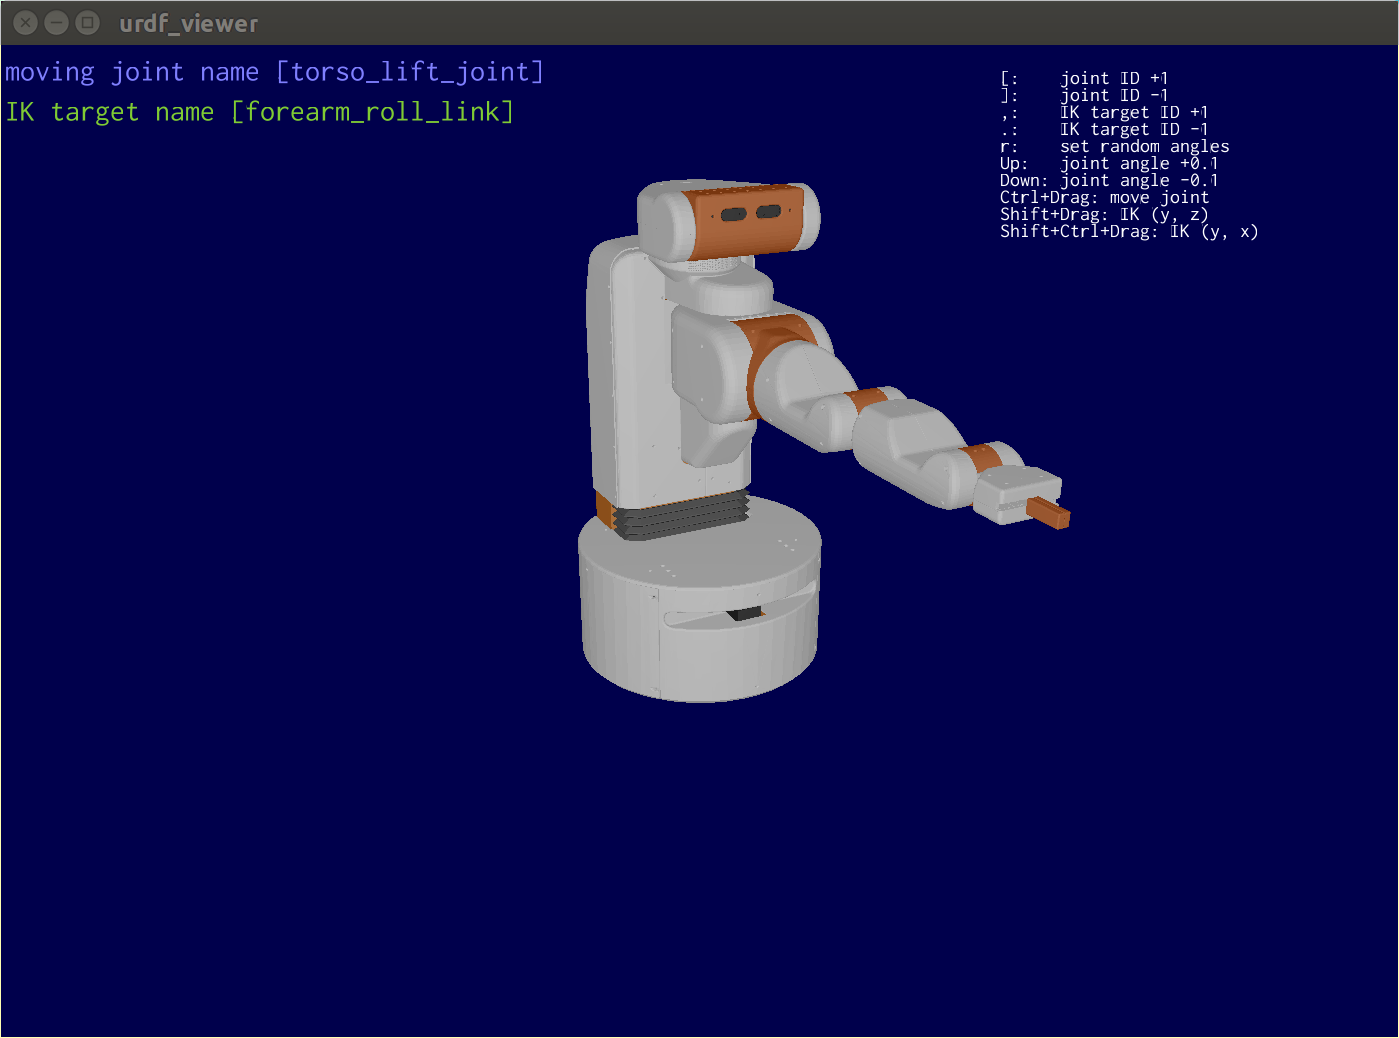 urdf_viewer
moving joint name [torso_lift_joint]
IK target name [forearm_roll_link]
[: joint ID +1
]: joint ID -1
,: IK target ID +1
.: IK target ID -1
r: set random angles
Up: joint angle +0.1
Down: joint angle -0.1
Ctrl+Drag: move joint
Shift+Drag: IK (y, z)
Shift+Ctrl+Drag: IK (y, x)